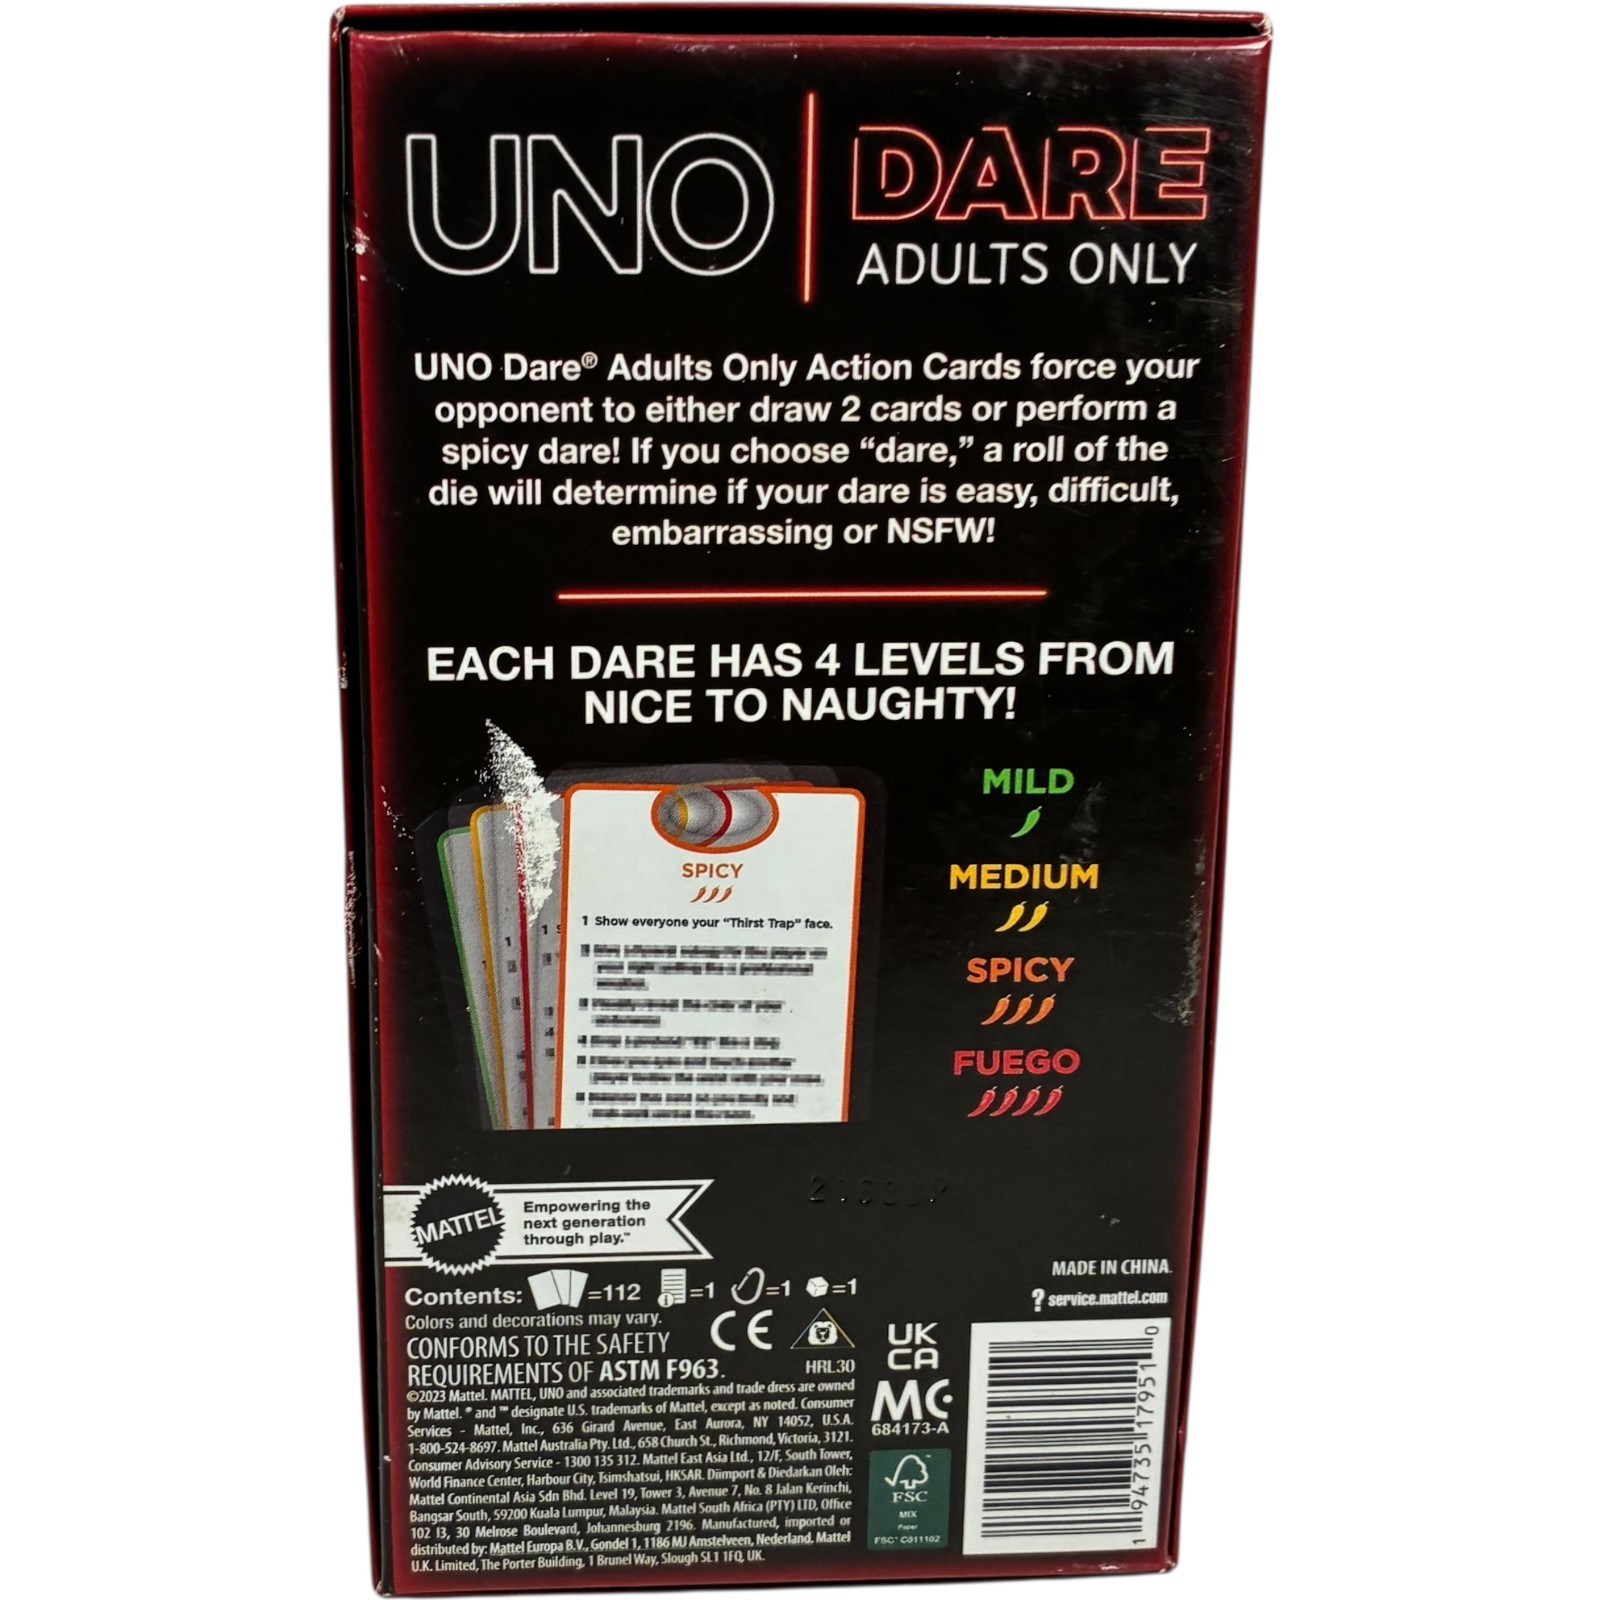 UNO DARE®
ADULTS ONLY
UNO Dare® Adults Only Action Cards force your
opponent to either draw 2 cards or perform a
spicy dare! If you choose “dare,” a roll of the
die will determine if your dare is easy, difficult,
embarrassing or NSFW!
EACH DARE HAS 4 LEVELS FROM
NICE TO NAUGHTY!
SPICY
1 Show everyone your “Thirst Trap” face.
1
1
MILD
MEDIUM
SPICY
FUEGO
MATTEL
Empowering the
next generation
through play.™
MADE IN CHINA.
? service.mattel.com
Contents: =112 =1 =1 =1
Colors and decorations may vary.
CONFORMS TO THE SAFETY
REQUIREMENTS OF ASTM F963.
CE
HRL30
©2023 Mattel. MATTEL, UNO and associated trademarks and trade dress are owned
by Mattel. ® and ™ designate U.S. trademarks of Mattel, except as noted. Consumer
Services - Mattel, Inc., 636 Girard Avenue, East Aurora, NY 14052, U.S.A.
1-800-524-8697. Mattel Australia Pty. Ltd., 658 Church St., Richmond, Victoria, 3121.
Consumer Advisory Service - 1300 135 312. Mattel East Asia Ltd., 12/F, South Tower,
World Finance Center, Harbour City, Tsimshatsui, HKSAR. Diimport & Diedarkan Oleh:
Mattel Continental Asia Sdn Bhd. Level 19, Tower 3, Avenue 7, No. 8 Jalan Kerinchi,
Bangsar South, 59200 Kuala Lumpur, Malaysia. Mattel South Africa (PTY) LTD, Office
102 I3, 30 Melrose Boulevard, Johannesburg 2196. Manufactured, imported or
distributed by: Mattel Europa B.V., Gondel 1, 1186 MJ Amstelveen, Nederland. Mattel
U.K. Limited, The Porter Building, 1 Brunel Way, Slough SL1 1FQ, UK.
UK
CA
MC
684173-A
FSC
MIX
Paper
FSC® C011102
1 94735 17951 0